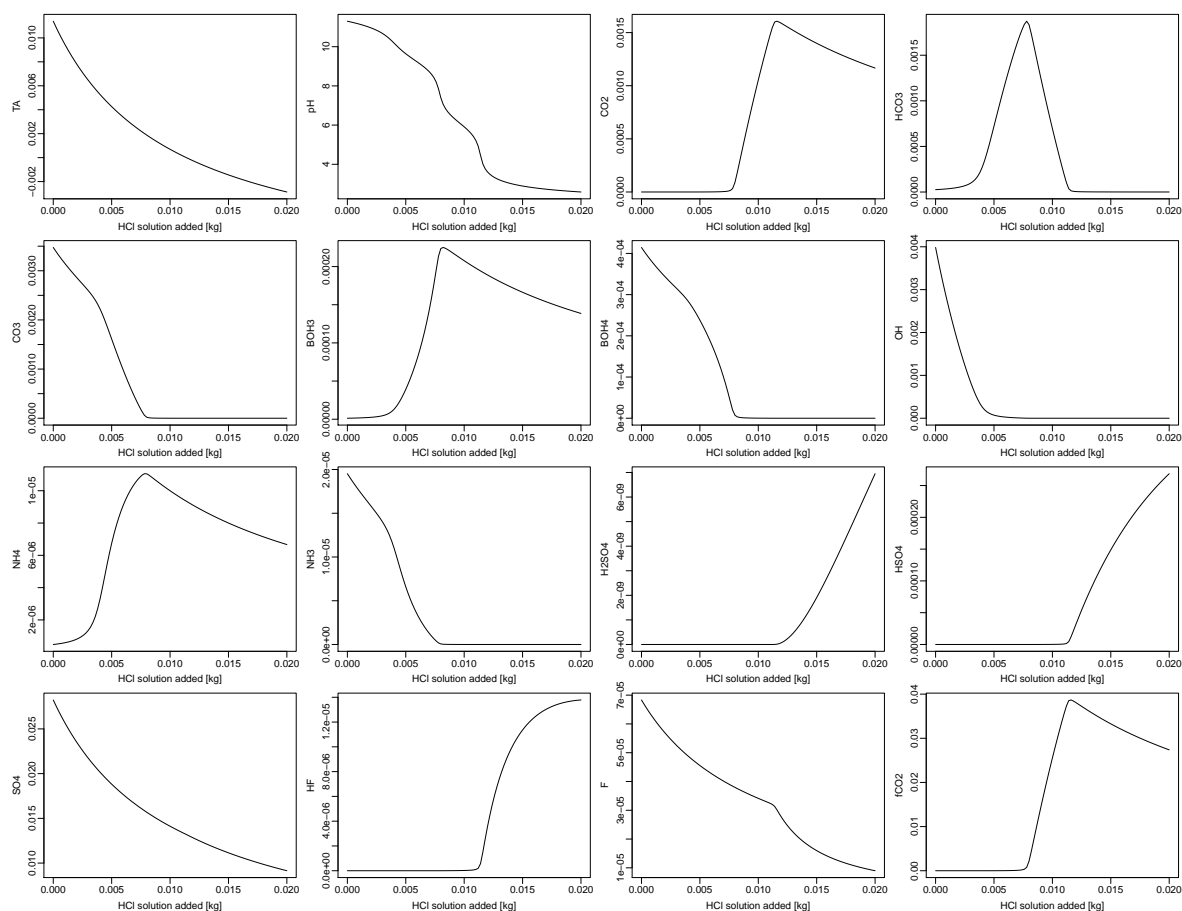 TA
−0.002 0.002 0.006 0.010
0.000 0.005 0.010 0.015 0.020
HCl solution added [kg]
pH
4 6 8 10
0.000 0.005 0.010 0.015 0.020
HCl solution added [kg]
CO2
0.0000 0.0005 0.0010 0.0015
0.000 0.005 0.010 0.015 0.020
HCl solution added [kg]
HCO3
0.0000 0.0005 0.0010 0.0015
0.000 0.005 0.010 0.015 0.020
HCl solution added [kg]
CO3
0.0000 0.0010 0.0020 0.0030
0.000 0.005 0.010 0.015 0.020
HCl solution added [kg]
BOH3
0.00000 0.00010 0.00020
0.000 0.005 0.010 0.015 0.020
HCl solution added [kg]
BOH4
0e+00 1e−04 2e−04 3e−04 4e−04
0.000 0.005 0.010 0.015 0.020
HCl solution added [kg]
OH
0.000 0.001 0.002 0.003 0.004
0.000 0.005 0.010 0.015 0.020
HCl solution added [kg]
NH4
2e−06 6e−06 1e−05
0.000 0.005 0.010 0.015 0.020
HCl solution added [kg]
NH3
0.0e+00 1.0e−05 2.0e−05
0.000 0.005 0.010 0.015 0.020
HCl solution added [kg]
H2SO4
0e+00 2e−09 4e−09 6e−09
0.000 0.005 0.010 0.015 0.020
HCl solution added [kg]
HSO4
0.00000 0.00010 0.00020
0.000 0.005 0.010 0.015 0.020
HCl solution added [kg]
SO4
0.010 0.015 0.020 0.025
0.000 0.005 0.010 0.015 0.020
HCl solution added [kg]
HF
0.0e+00 4.0e−06 8.0e−06 1.2e−05
0.000 0.005 0.010 0.015 0.020
HCl solution added [kg]
F
1e−05 3e−05 5e−05 7e−05
0.000 0.005 0.010 0.015 0.020
HCl solution added [kg]
fCO2
0.00 0.01 0.02 0.03 0.04
0.000 0.005 0.010 0.015 0.020
HCl solution added [kg]